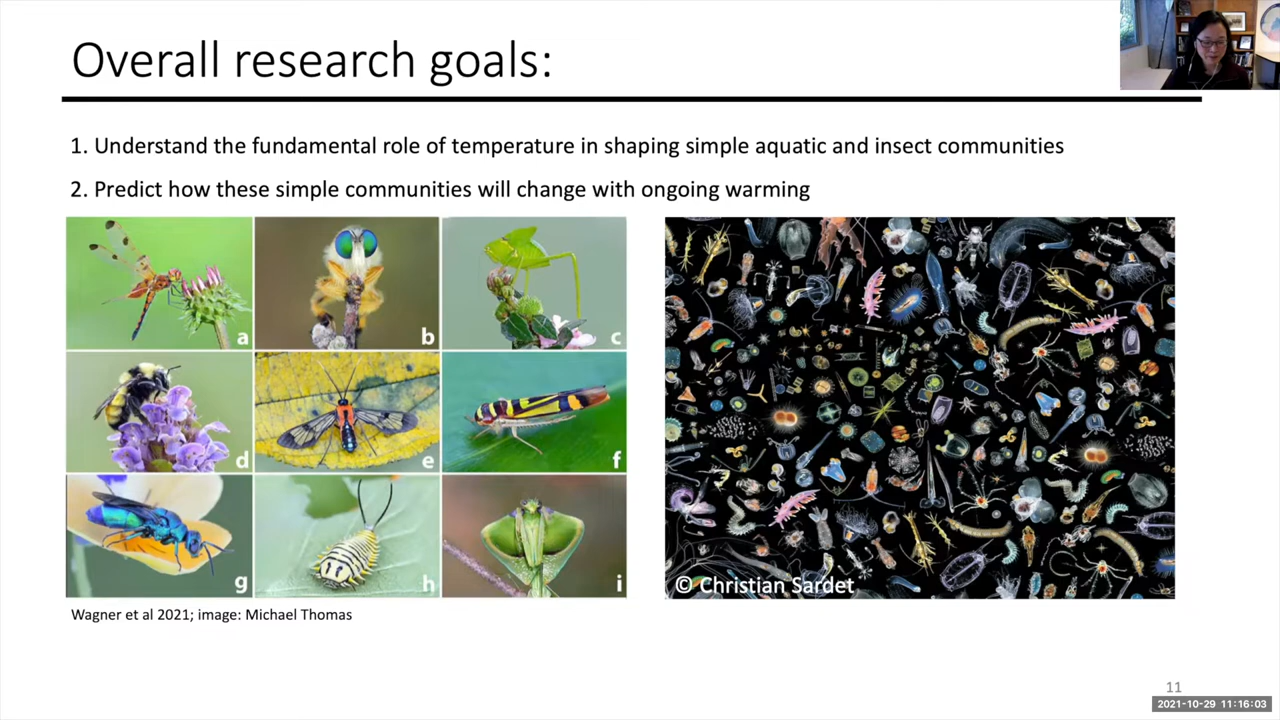 Overall research goals:
1. Understand the fundamental role of temperature in shaping simple aquatic and insect communities
2. Predict how these simple communities will change with ongoing warming
a
b
c
d
e
f
g
h
i
© Christian Sardet
Wagner et al 2021; image: Michael Thomas
11
2021-10-29 11:16:03